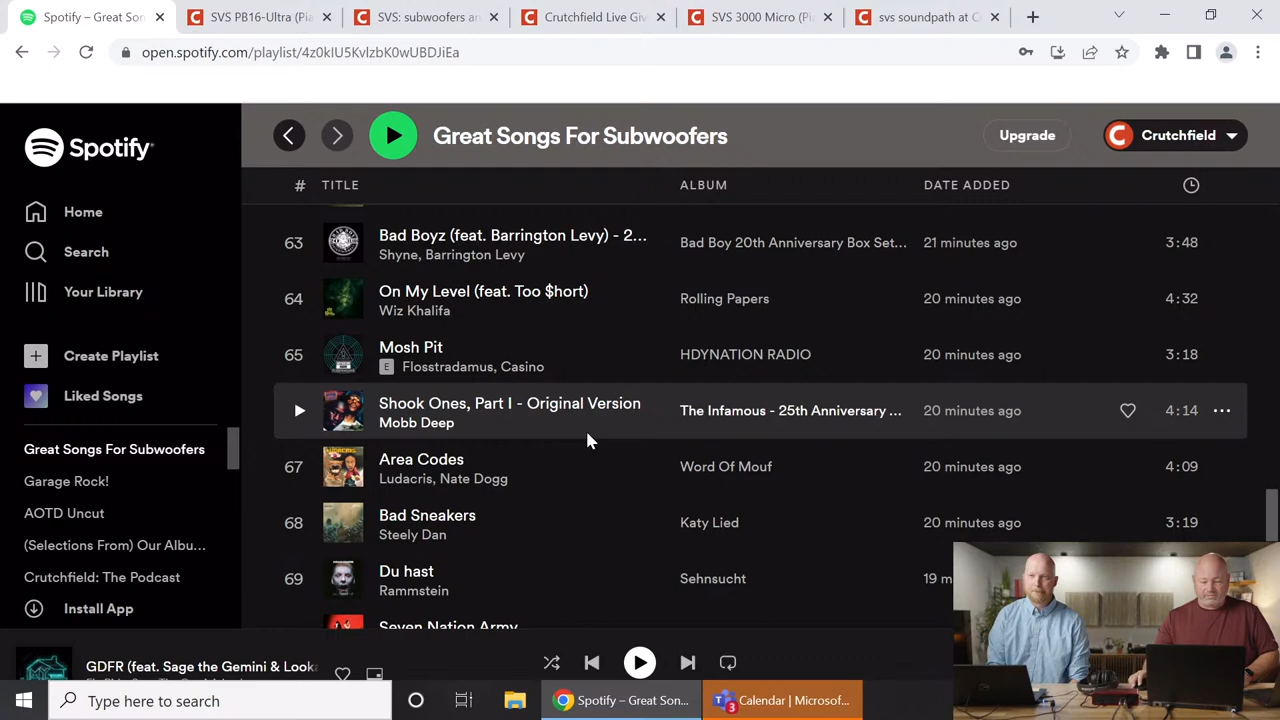 Spotify – Great Son
SVS PB16-Ultra (Pia
SVS: subwoofers an
Crutchfield Live Giv
SVS 3000 Micro (Pi
svs soundpath at C
open.spotify.com/playlist/4z0kIU5KvIzbK0wUBDJiEa
Spotify
Great Songs For Subwoofers
Upgrade
Crutchfield
# TITLE ALBUM DATE ADDED
Home
Search
Your Library
Create Playlist
Liked Songs
Great Songs For Subwoofers
Garage Rock!
AOTD Uncut
(Selections From) Our Albu...
Crutchfield: The Podcast
Install App
63 Bad Boyz (feat. Barrington Levy) - 2... Bad Boy 20th Anniversary Box Set... 21 minutes ago 3:48
Shyne, Barrington Levy
64 On My Level (feat. Too $hort) Rolling Papers 20 minutes ago 4:32
Wiz Khalifa
65 Mosh Pit HDYNATION RADIO 20 minutes ago 3:18
E Flosstradamus, Casino
Shook Ones, Part I - Original Version The Infamous - 25th Anniversary ... 20 minutes ago 4:14
Mobb Deep
67 Area Codes Word Of Mouf 20 minutes ago 4:09
Ludacris, Nate Dogg
68 Bad Sneakers Katy Lied 20 minutes ago 3:19
Steely Dan
69 Du hast Sehnsucht 19 m
Rammstein
Seven Nation Army
GDFR (feat. Sage the Gemini & Looka
Type here to search
Spotify – Great Son...
3
Calendar | Microsof...